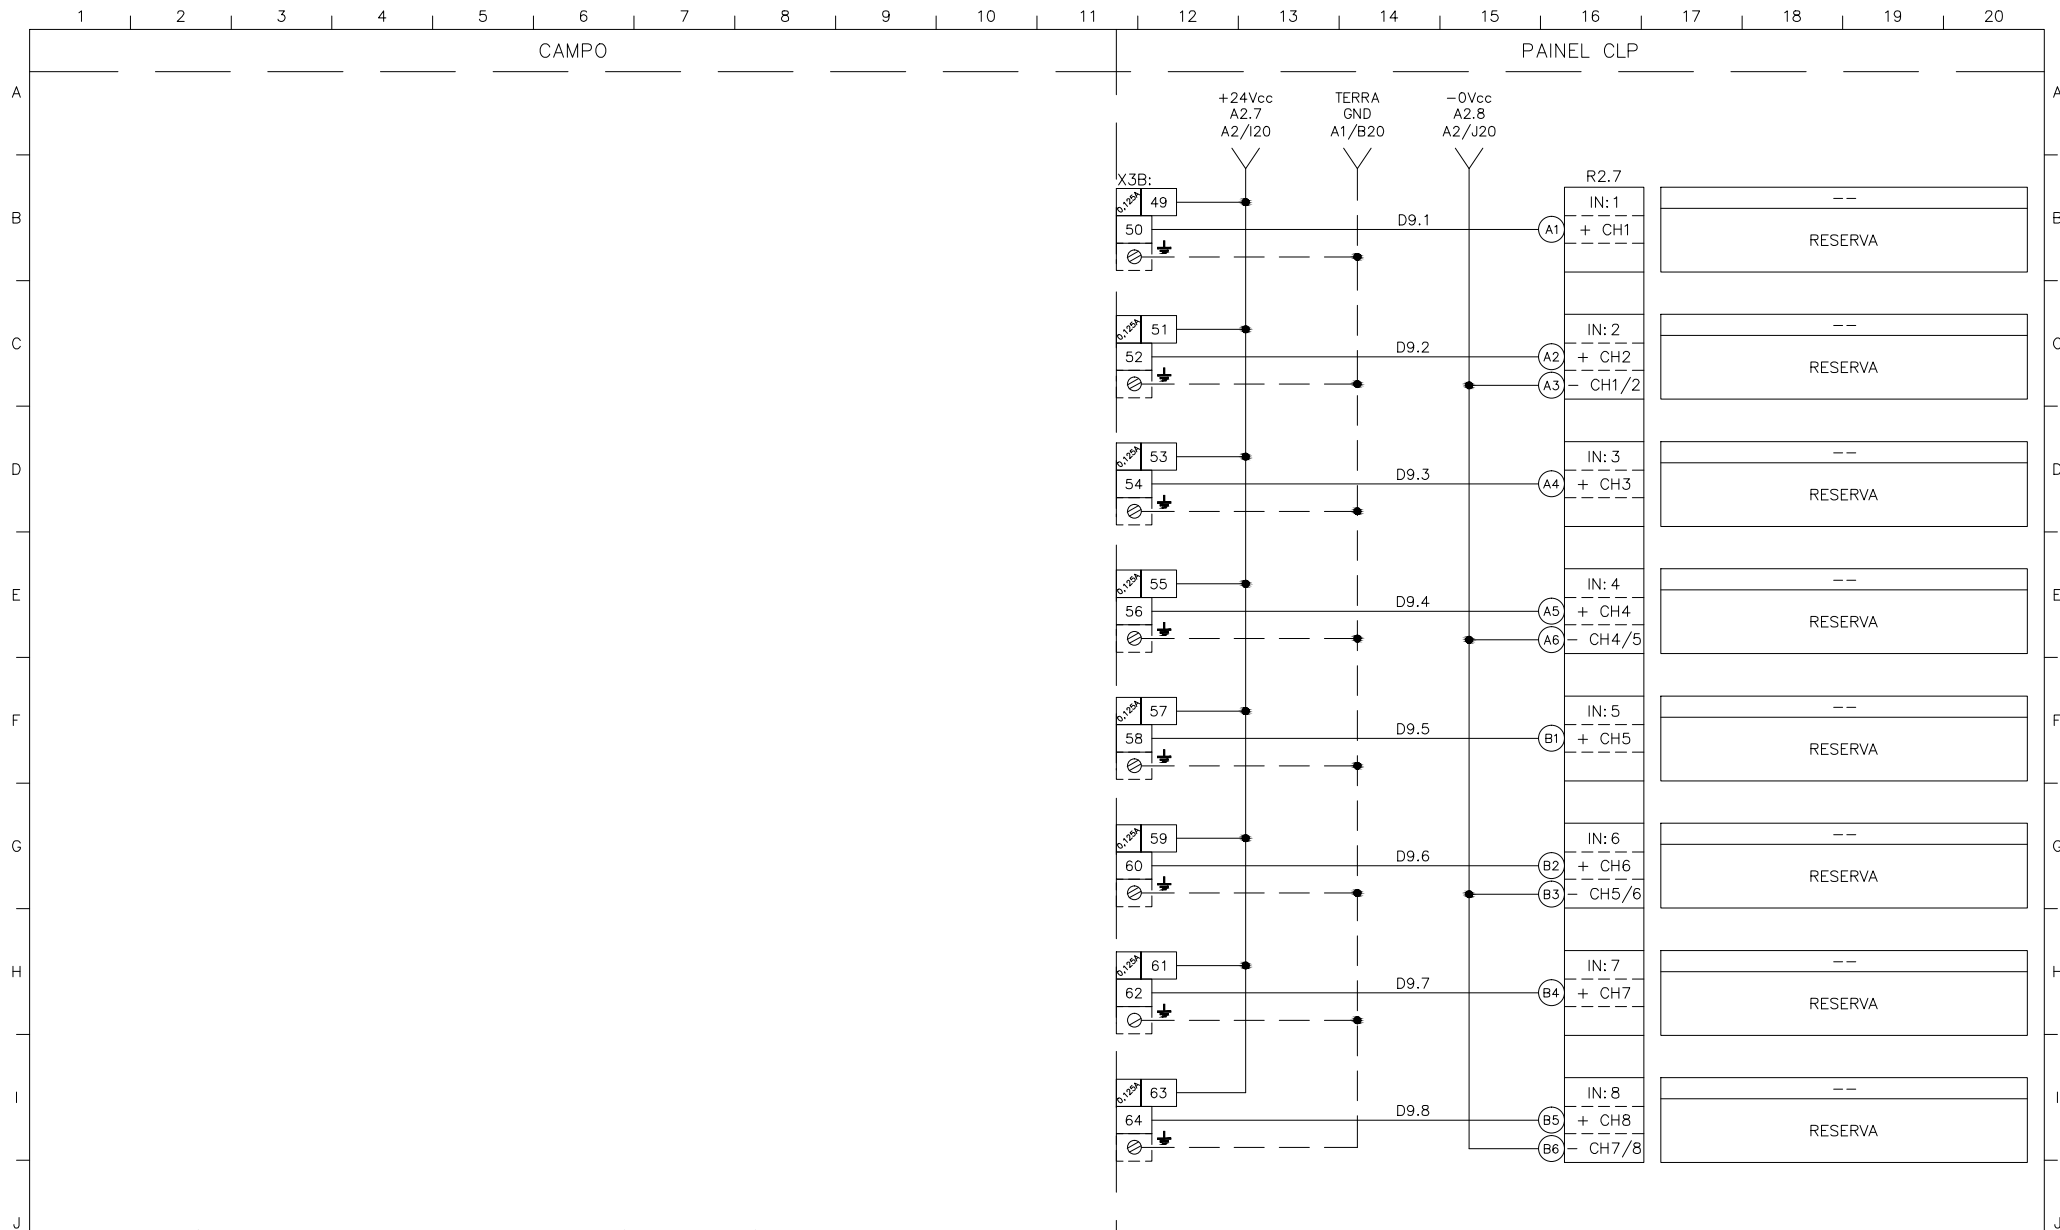 1 2 3 4 5 6 7 8 9 10 11 12 13 14 15 16 17 18 19 20
CAMPO PAINEL CLP
A A
+24Vcc TERRA -0Vcc
A2.7 GND A2.8
A2/I20 A1/B20 A2/J20
X3B: R2.7
0,125A 49 IN:1 --
B 50 D9.1 A1 + CH1 RESERVA B
0,125A 51 IN:2 --
C 52 D9.2 A2 + CH2 RESERVA C
A3 - CH1/2
0,125A 53 IN:3 --
D 54 D9.3 A4 + CH3 RESERVA D
0,125A 55 IN:4 --
E 56 D9.4 A5 + CH4 RESERVA E
A6 - CH4/5
0,125A 57 IN:5 --
F 58 D9.5 B1 + CH5 RESERVA F
0,125A 59 IN:6 --
G 60 D9.6 B2 + CH6 RESERVA G
B3 - CH5/6
0,125A 61 IN:7 --
H 62 D9.7 B4 + CH7 RESERVA H
0,125A 63 IN:8 --
I 64 D9.8 B5 + CH8 RESERVA I
B6 - CH7/8
J J